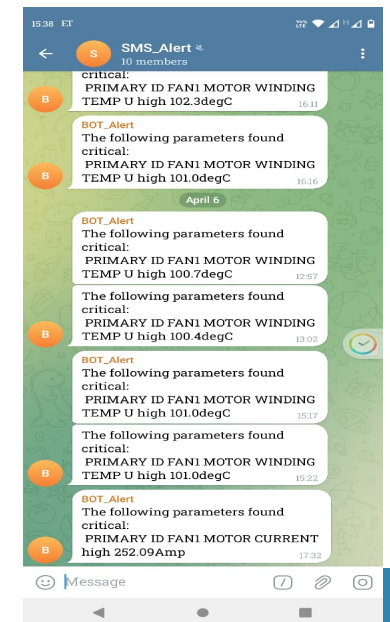 15:38 ET
SMS_Alert
10 members
critical:
PRIMARY ID FAN1 MOTOR WINDING
TEMP U high 102.3degC 16:11
BOT_Alert
The following parameters found
critical:
PRIMARY ID FAN1 MOTOR WINDING
TEMP U high 101.0degC 16:16
April 6
BOT_Alert
The following parameters found
critical:
PRIMARY ID FAN1 MOTOR WINDING
TEMP U high 100.7degC 12:57
The following parameters found
critical:
PRIMARY ID FAN1 MOTOR WINDING
TEMP U high 100.4degC 13:02
BOT_Alert
The following parameters found
critical:
PRIMARY ID FAN1 MOTOR WINDING
TEMP U high 101.0degC 15:17
The following parameters found
critical:
PRIMARY ID FAN1 MOTOR WINDING
TEMP U high 101.0degC 15:22
BOT_Alert
The following parameters found
critical:
PRIMARY ID FAN1 MOTOR CURRENT
high 252.09Amp 17:32
Message